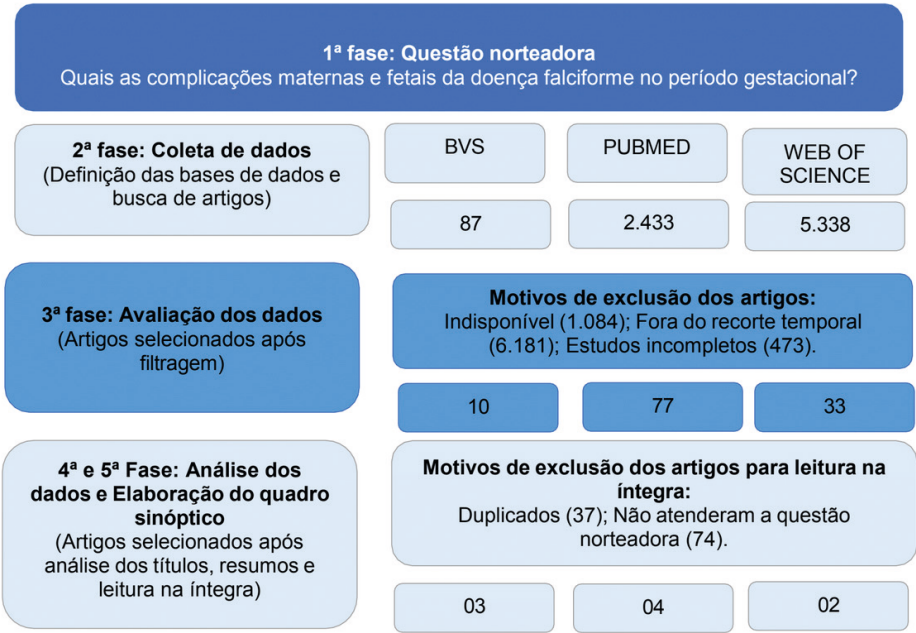 1ª fase: Questão norteadora
Quais as complicações maternas e fetais da doença falciforme no período gestacional?
2ª fase: Coleta de dados
(Definição das bases de dados e
busca de artigos)
BVS
PUBMED
WEB OF
SCIENCE
87
2.433
5.338
3ª fase: Avaliação dos dados
(Artigos selecionados após
filtragem)
Motivos de exclusão dos artigos:
Indisponível (1.084); Fora do recorte temporal
(6.181); Estudos incompletos (473).
10
77
33
4ª e 5ª Fase: Análise dos
dados e Elaboração do quadro
sinóptico
(Artigos selecionados após
análise dos títulos, resumos e
leitura na íntegra)
Motivos de exclusão dos artigos para leitura na
íntegra:
Duplicados (37); Não atenderam a questão
norteadora (74).
03
04
02